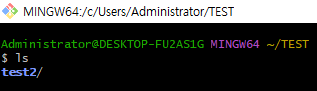 MINGW64:/c/Users/Administrator/TEST
Administrator@DESKTOP-FU2AS1G MINGW64 ~/TEST
$ ls
test2/